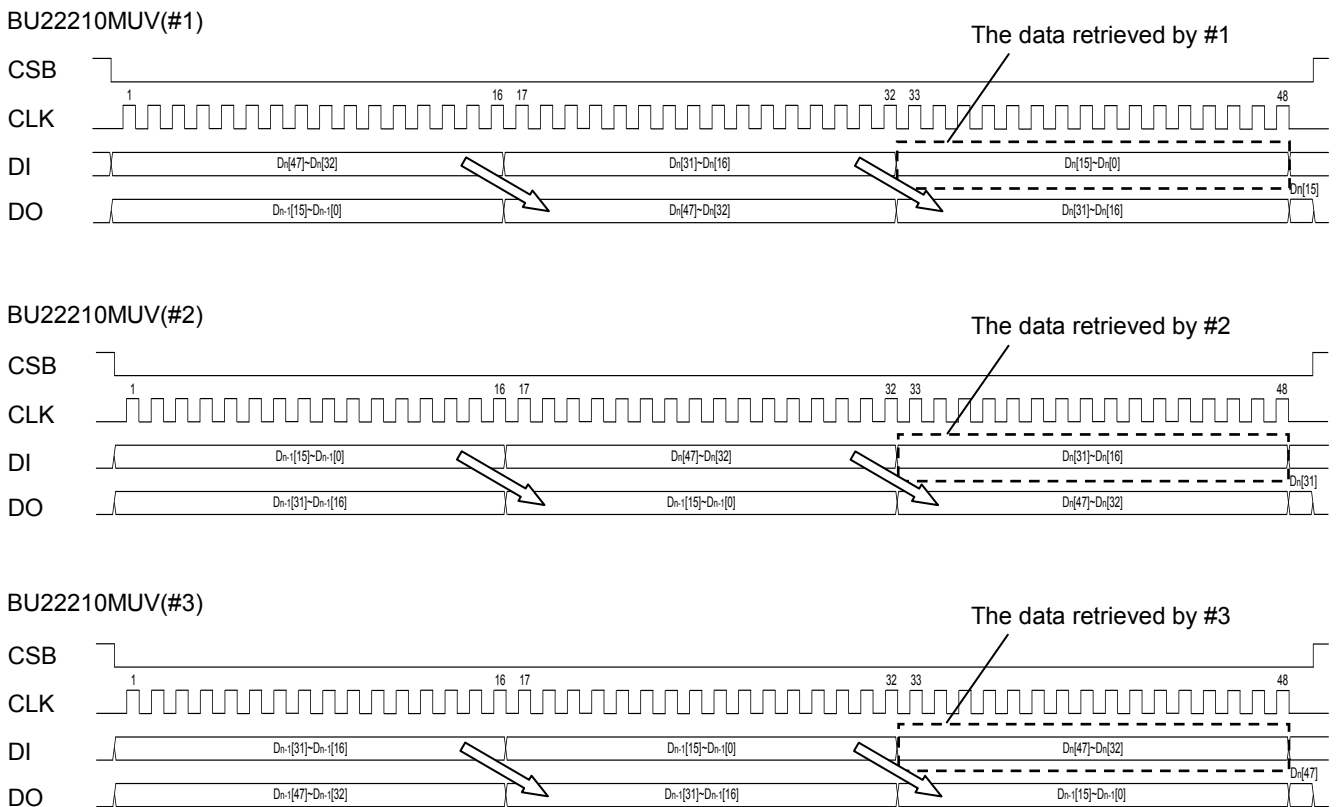 BU22210MUV(#1)
The data retrieved by #1
CSB
1 16 17 32 33 48
CLK
DI Dn[47]~Dn[32] Dn[31]~Dn[16] Dn[15]~Dn[0]
Dn[15]
DO Dn-1[15]~Dn-1[0] Dn[47]~Dn[32] Dn[31]~Dn[16]
BU22210MUV(#2)
The data retrieved by #2
CSB
1 16 17 32 33 48
CLK
DI Dn-1[15]~Dn-1[0] Dn[47]~Dn[32] Dn[31]~Dn[16]
Dn[31]
DO Dn-1[31]~Dn-1[16] Dn-1[15]~Dn-1[0] Dn[47]~Dn[32]
BU22210MUV(#3)
The data retrieved by #3
CSB
1 16 17 32 33 48
CLK
DI Dn-1[31]~Dn-1[16] Dn-1[15]~Dn-1[0] Dn[47]~Dn[32]
Dn[47]
DO Dn-1[47]~Dn-1[32] Dn-1[31]~Dn-1[16] Dn-1[15]~Dn-1[0]